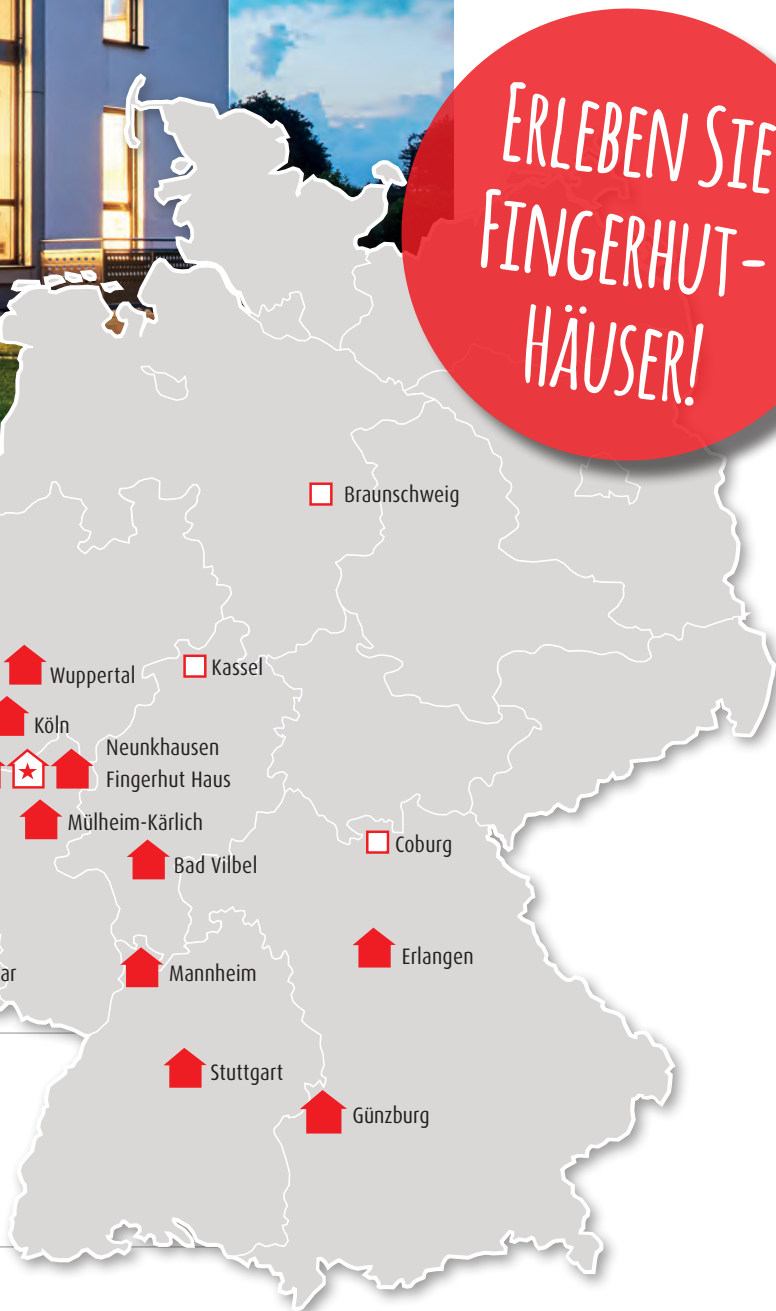 ERLEBEN SIE
FINGERHUT-
HÄUSER!
Braunschweig
Wuppertal
Kassel
Köln
Neunkhausen
Fingerhut Haus
Mülheim-Kärlich
Coburg
Bad Vilbel
Erlangen
ar
Mannheim
Stuttgart
Günzburg